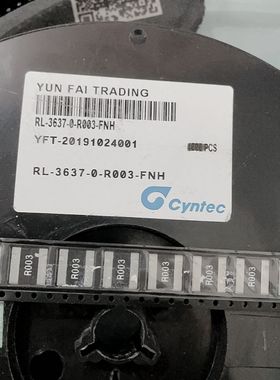 YUN FAI TRADING
RL-3637-0-R003-FNH
YFT-20191024001
PCS
RL-3637-0-R003-FNH
Cyntec
R003 R003 R003 R003 R003 R003 R003